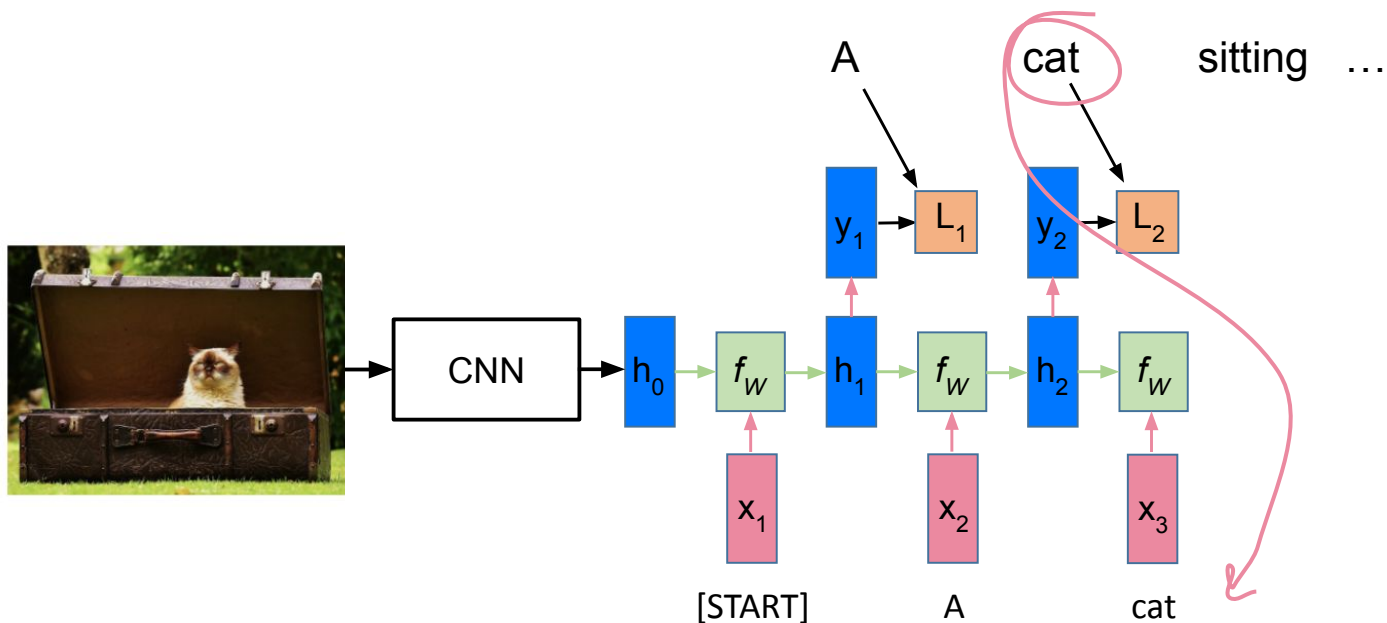 A cat sitting …
y1 L1 y2 L2
CNN h0 fW h1 fW h2 fW
x1 x2 x3
[START] A cat